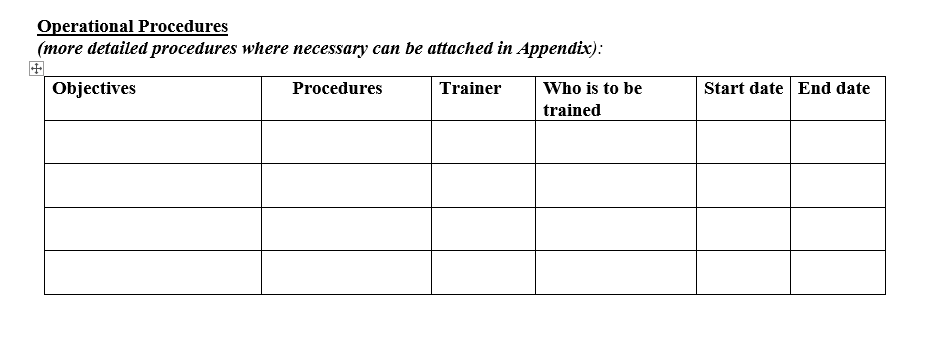 Operational Procedures
(more detailed procedures where necessary can be attached in Appendix):
Objectives Procedures Trainer Who is to be trained Start date End date